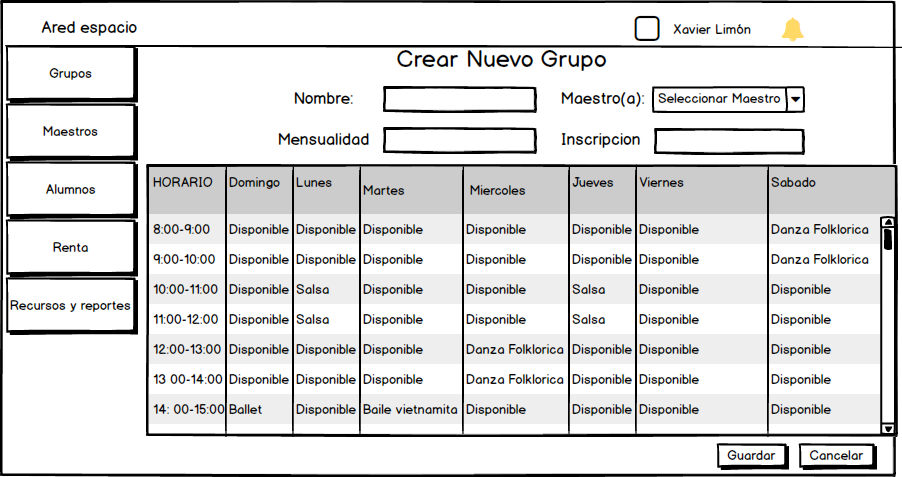 Ared espacio
Xavier Limón
Grupos
Maestros
Alumnos
Renta
Recursos y reportes
Crear Nuevo Grupo
Nombre: Maestro(a): Seleccionar Maestro
Mensualidad Inscripcion
HORARIO Domingo Lunes Martes Miercoles Jueves Viernes Sabado
8:00-9:00 Disponible Disponible Disponible Disponible Disponible Disponible Danza Folklorica
9:00-10:00 Disponible Disponible Disponible Disponible Disponible Disponible Danza Folklorica
10:00-11:00 Disponible Salsa Disponible Disponible Salsa Disponible Disponible
11:00-12:00 Disponible Salsa Disponible Disponible Salsa Disponible Disponible
12:00-13:00 Disponible Disponible Disponible Danza Folklorica Disponible Disponible Disponible
13 00-14:00 Disponible Disponible Disponible Danza Folklorica Disponible Disponible Disponible
14: 00-15:00 Ballet Disponible Baile vietnamita Disponible Disponible Disponible Disponible
Guardar Cancelar